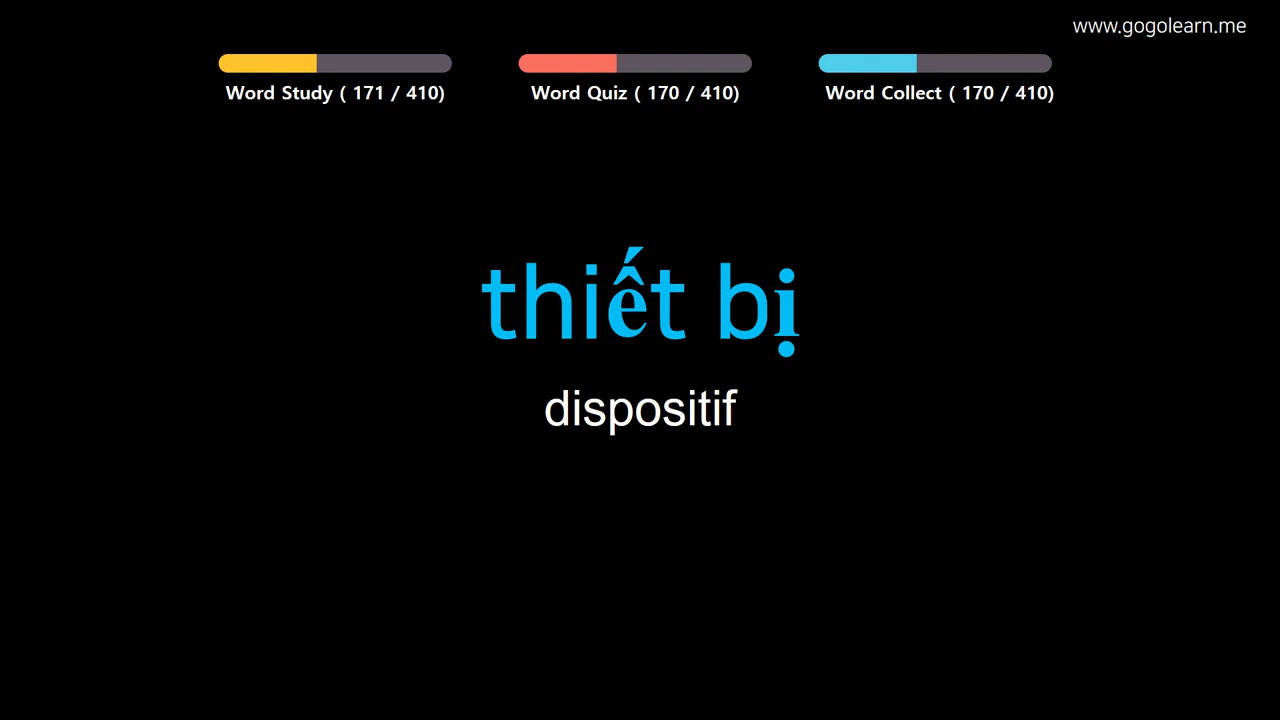 www.gogolearn.me
Word Study ( 171 / 410)
Word Quiz ( 170 / 410)
Word Collect ( 170 / 410)
thiết bị
dispositif